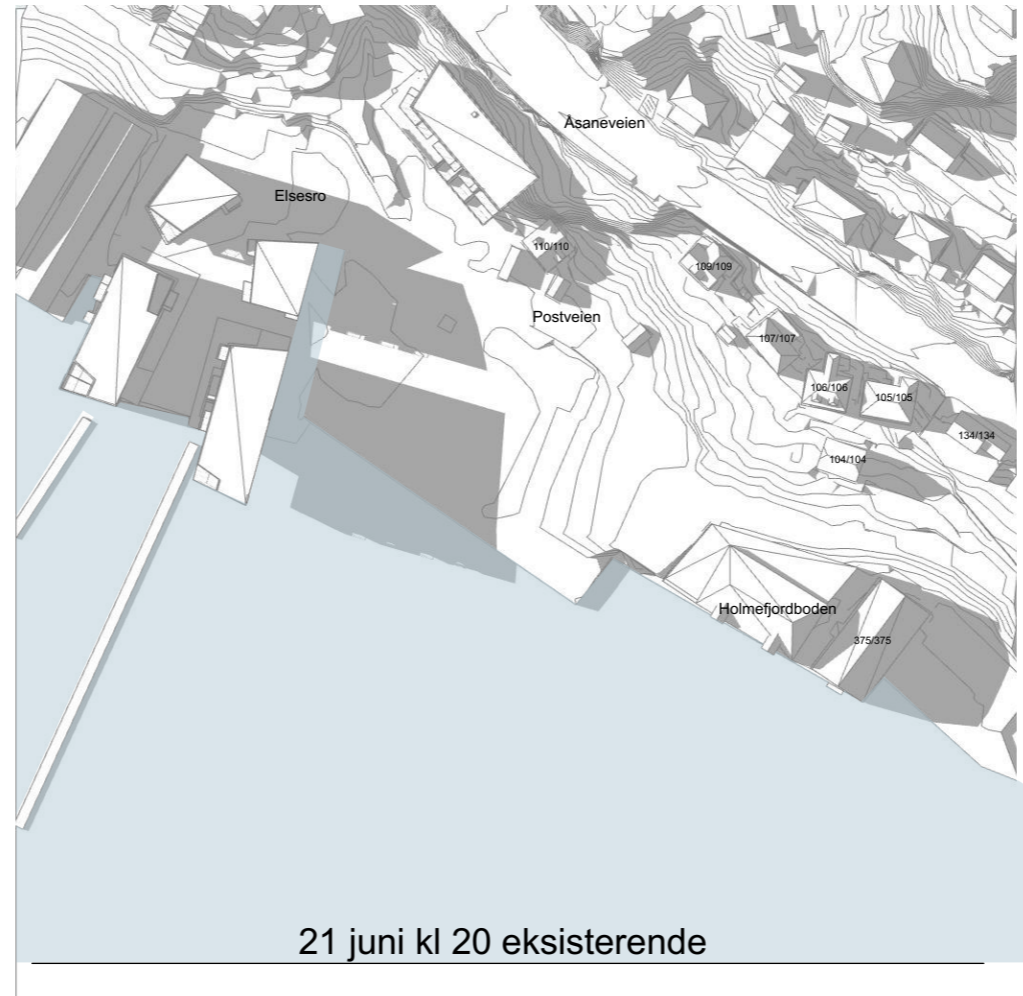 Åsaneveien
Elsesro
110/110
109/109
Postveien
107/107
106/106
105/105
134/134
104/104
Holmefjordboden
375/375
21 juni kl 20 eksisterende